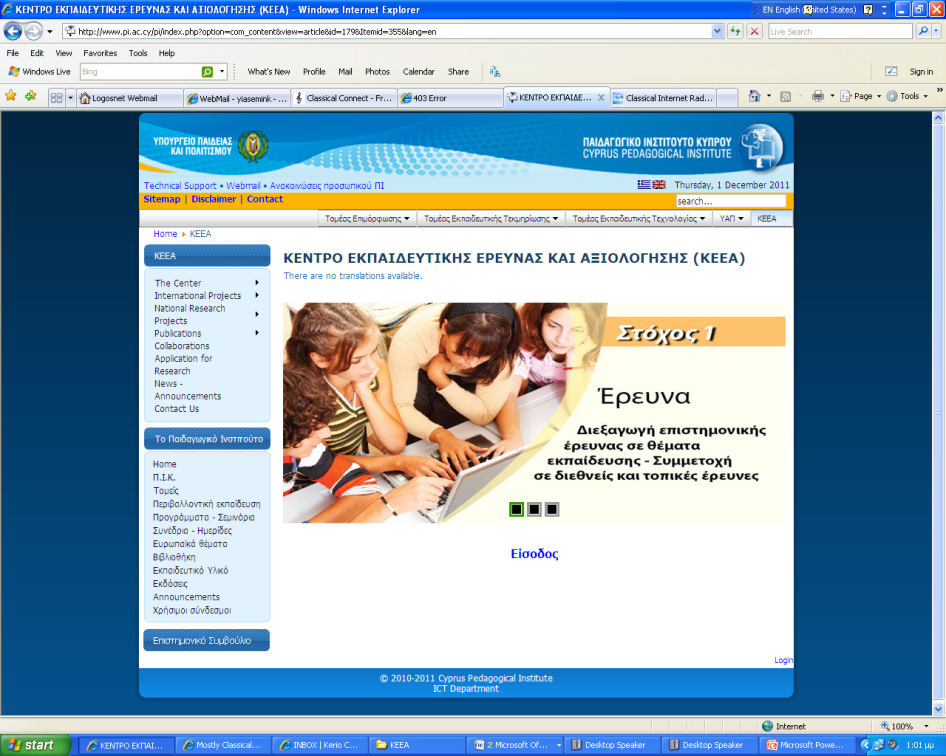 ΚΕΝΤΡΟ ΕΚΠΑΙΔΕΥΤΙΚΗΣ ΕΡΕΥΝΑΣ ΚΑΙ ΑΞΙΟΛΟΓΗΣΗΣ (ΚΕΕΑ) - Windows Internet Explorer
EN English (United States)
http://www.pi.ac.cy/pi/index.php?option=com_content&view=article&id=179&Itemid=355&lang=en
Live Search
File Edit View Favorites Tools Help
Windows Live Bing What's New Profile Mail Photos Calendar Share Sign in
Logosnet Webmail WebMail - yiasemink - ... Classical Connect - Fr... 403 Error ΚΕΝΤΡΟ ΕΚΠΑΙΔΕ... Classical Internet Rad... Page Tools
ΥΠΟΥΡΓΕΙΟ ΠΑΙΔΕΙΑΣ
ΚΑΙ ΠΟΛΙΤΙΣΜΟΥ
ΠΑΙΔΑΓΩΓΙΚΟ ΙΝΣΤΙΤΟΥΤΟ ΚΥΠΡΟΥ
CYPRUS PEDAGOGICAL INSTITUTE
Technical Support • Webmail • Ανακοινώσεις προσωπικού ΠΙ
Thursday, 1 December 2011
Sitemap | Disclaimer | Contact
search...
Τομέας Επιμόρφωσης Τομέας Εκπαιδευτικής Τεκμηρίωσης Τομέας Εκπαιδευτικής Τεχνολογίας ΥΑΠ ΚΕΕΑ
Home ΚΕΕΑ
ΚΕΕΑ
The Center
International Projects
National Research
Projects
Publications
Collaborations
Application for
Research
News -
Announcements
Contact Us
Το Παιδαγωγικό Ινστιτούτο
Home
Π.Ι.Κ.
Τομείς
Περιβαλλοντική εκπαίδευση
Προγράμματα - Σεμινάρια
Συνέδρια - Ημερίδες
Ευρωπαϊκά θέματα
Βιβλιοθήκη
Εκπαιδευτικό Υλικό
Εκδόσεις
Announcements
Χρήσιμοι σύνδεσμοι
Επιστημονικό Συμβούλιο
ΚΕΝΤΡΟ ΕΚΠΑΙΔΕΥΤΙΚΗΣ ΕΡΕΥΝΑΣ ΚΑΙ ΑΞΙΟΛΟΓΗΣΗΣ (ΚΕΕΑ)
There are no translations available.
Στόχος 1
Έρευνα
Διεξαγωγή επιστημονικής
έρευνας σε θέματα
εκπαίδευσης - Συμμετοχή
σε διεθνείς και τοπικές έρευνες
Είσοδος
Login
© 2010-2011 Cyprus Pedagogical Institute
ICT Department
Internet 100%
start ΚΕΝΤΡΟ ΕΚΠΑΙ... Mostly Classical... INBOX | Kerio C... ΚΕΕΑ 2 Microsoft Of... Desktop Speaker Desktop Speaker Microsoft Powe... 1:01 μμ